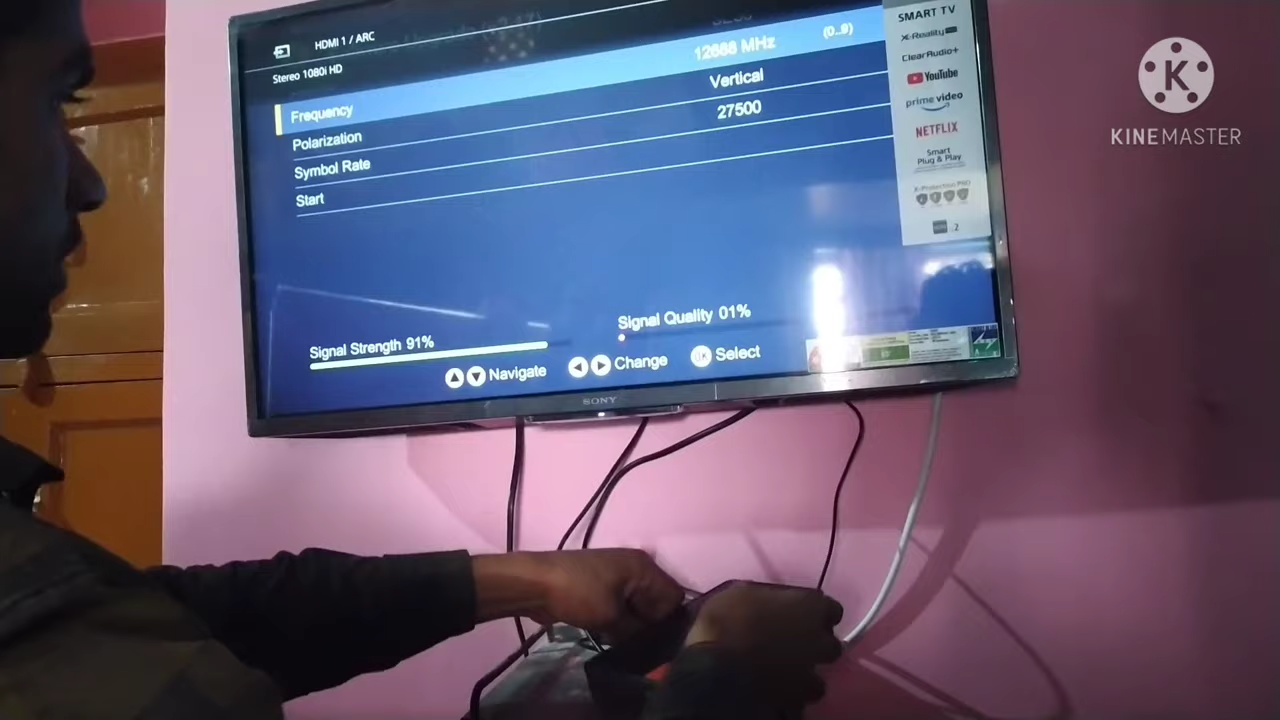 HDMI 1 / ARC
Stereo 1080i HD
Frequency
12688 MHz
(0..9)
Polarization
Vertical
Symbol Rate
27500
Start
Signal Strength 91%
Signal Quality 01%
Navigate
Change
OK Select
SONY
SMART TV
X-Reality
ClearAudio+
YouTube
prime video
NETFLIX
Smart
Plug & Play
X-Protection PRO
K
KINEMASTER